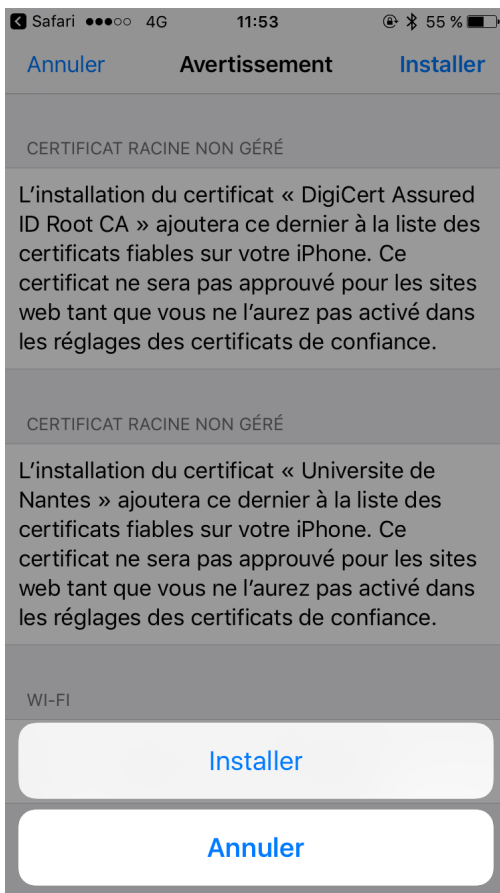 Safari 4G 11:53 55 %
Annuler Avertissement Installer
CERTIFICAT RACINE NON GÉRÉ
L’installation du certificat « DigiCert Assured
ID Root CA » ajoutera ce dernier à la liste des
certificats fiables sur votre iPhone. Ce
certificat ne sera pas approuvé pour les sites
web tant que vous ne l’aurez pas activé dans
les réglages des certificats de confiance.
CERTIFICAT RACINE NON GÉRÉ
L’installation du certificat « Universite de
Nantes » ajoutera ce dernier à la liste des
certificats fiables sur votre iPhone. Ce
certificat ne sera pas approuvé pour les sites
web tant que vous ne l’aurez pas activé dans
les réglages des certificats de confiance.
WI-FI
Installer
Annuler